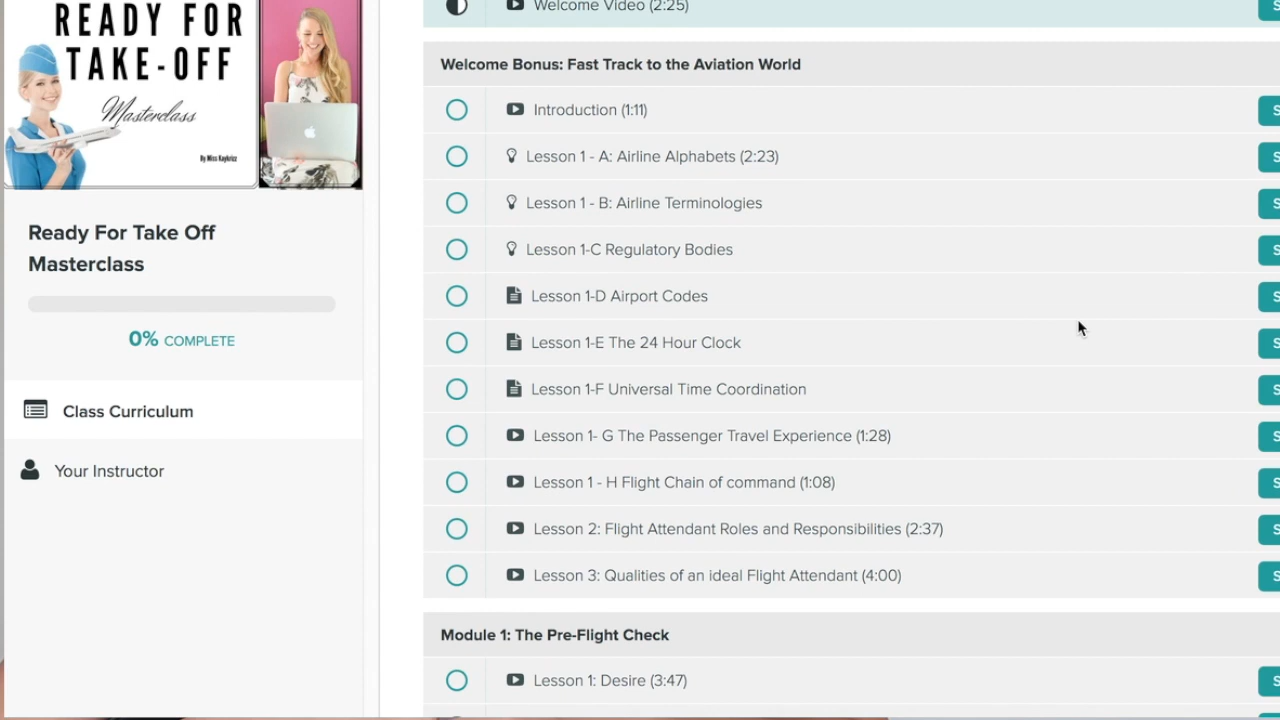 READY FOR
TAKE-OFF
Masterclass
By Miss Kaykrizz
Ready For Take Off
Masterclass
0% COMPLETE
Class Curriculum
Your Instructor
Welcome Video (2:25)
S
Welcome Bonus: Fast Track to the Aviation World
Introduction (1:11)
S
Lesson 1 - A: Airline Alphabets (2:23)
S
Lesson 1 - B: Airline Terminologies
S
Lesson 1-C Regulatory Bodies
S
Lesson 1-D Airport Codes
S
Lesson 1-E The 24 Hour Clock
S
Lesson 1-F Universal Time Coordination
S
Lesson 1- G The Passenger Travel Experience (1:28)
S
Lesson 1 - H Flight Chain of command (1:08)
S
Lesson 2: Flight Attendant Roles and Responsibilities (2:37)
S
Lesson 3: Qualities of an ideal Flight Attendant (4:00)
S
Module 1: The Pre-Flight Check
Lesson 1: Desire (3:47)
S